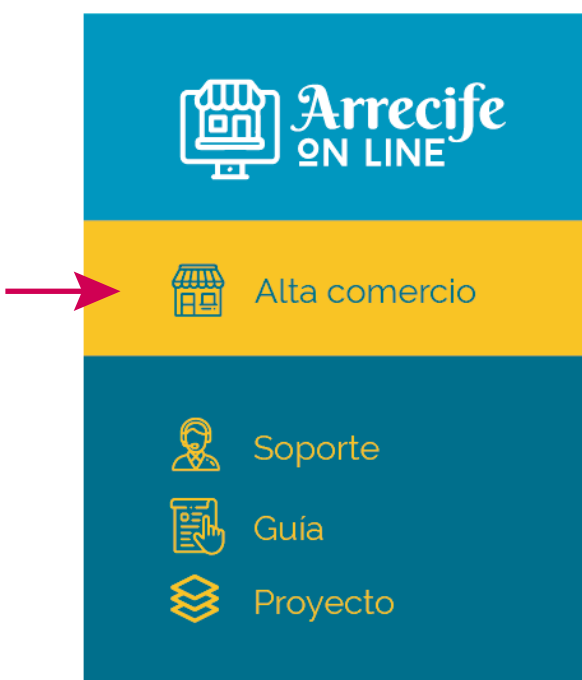 Arrecife
ON LINE
Alta comercio
Soporte
Guía
Proyecto